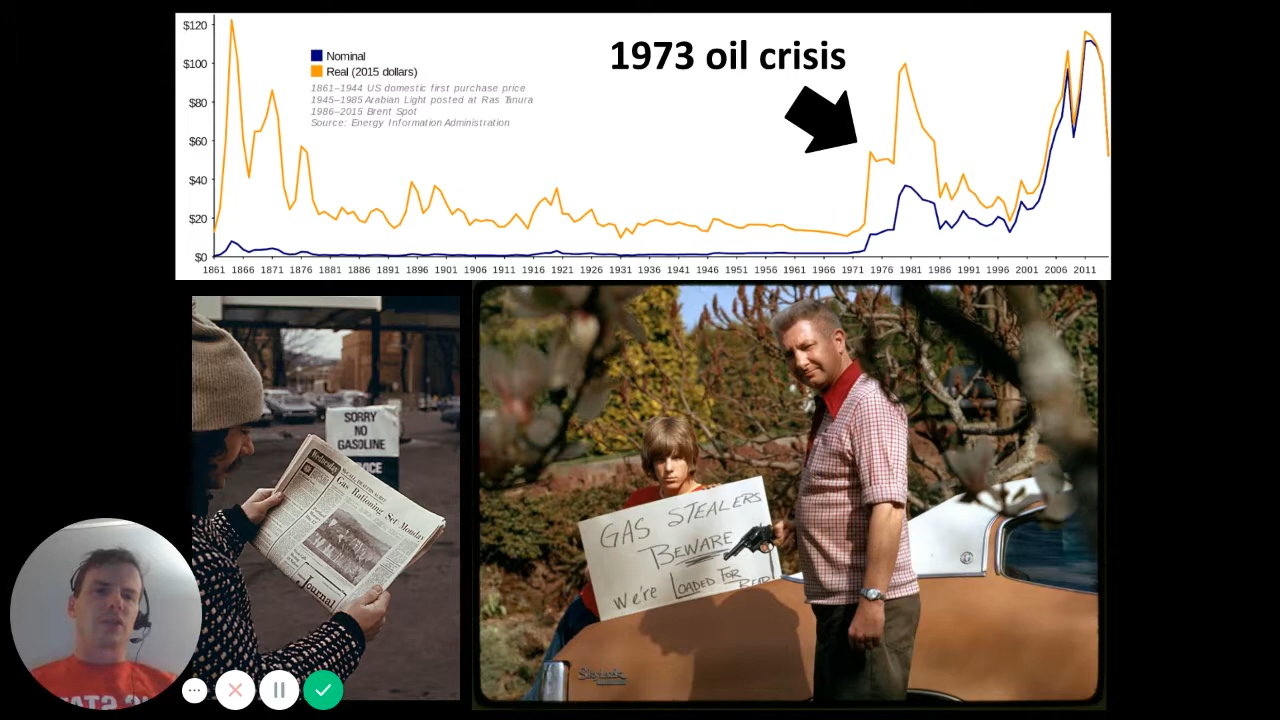 $120
$100
$80
$60
$40
$20
$0
Nominal
Real (2015 dollars)
1861–1944 US domestic first purchase price
1945–1985 Arabian Light posted at Ras Tanura
1986–2015 Brent Spot
Source: Energy Information Administration
1973 oil crisis
1861 1866 1871 1876 1881 1886 1891 1896 1901 1906 1911 1916 1921 1926 1931 1936 1941 1946 1951 1956 1961 1966 1971 1976 1981 1986 1991 1996 2001 2006 2011
SORRY
NO
GASOLINE
Wednesday
Gas Rationing Set Monday
Journal
GAS STEALERS
BEWARE
We're LOADED FOR
BEAR!
Skylark